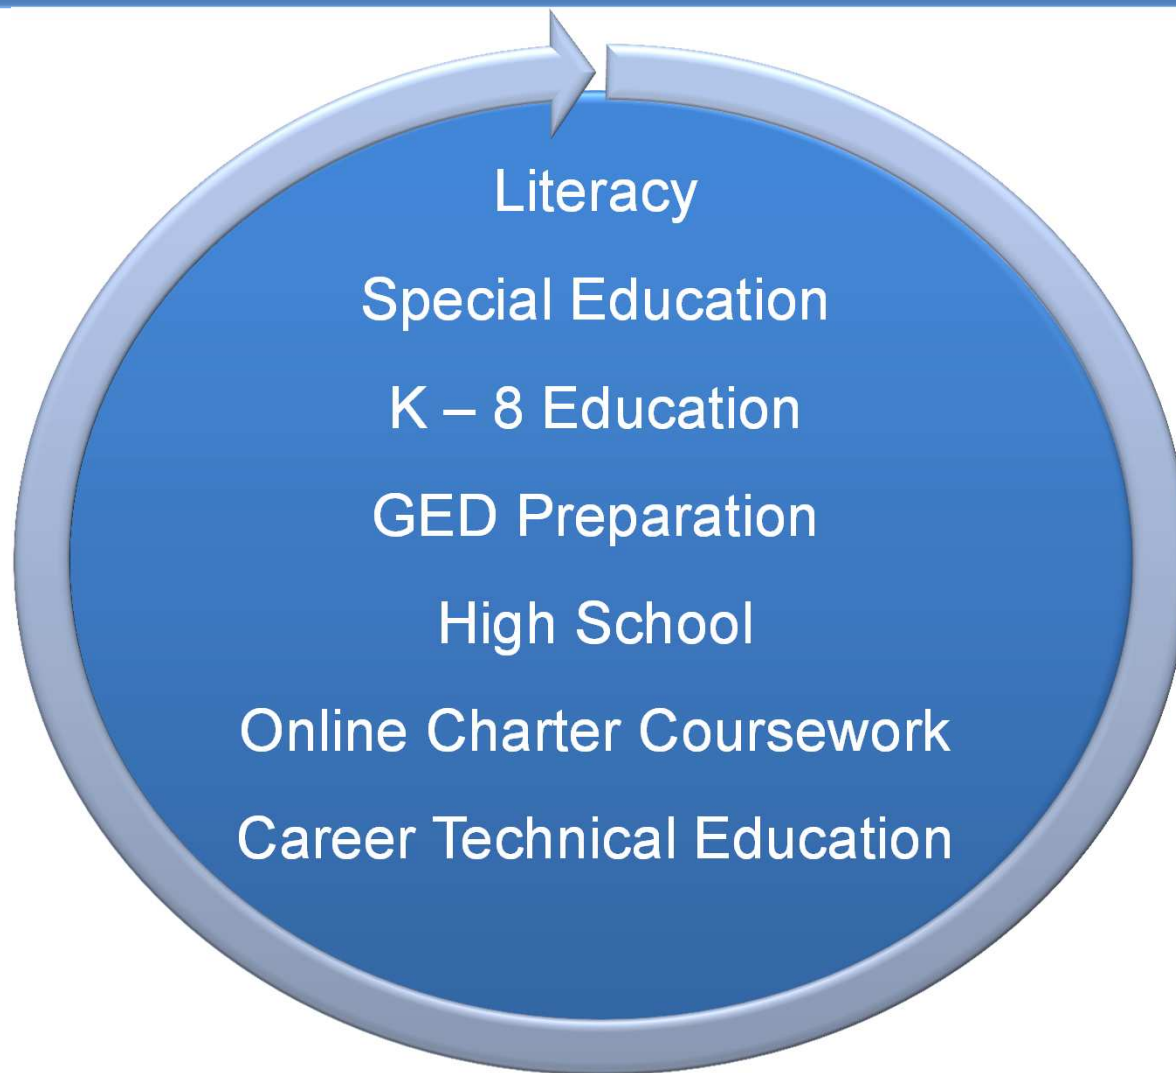 Literacy
Special Education
K – 8 Education
GED Preparation
High School
Online Charter Coursework
Career Technical Education